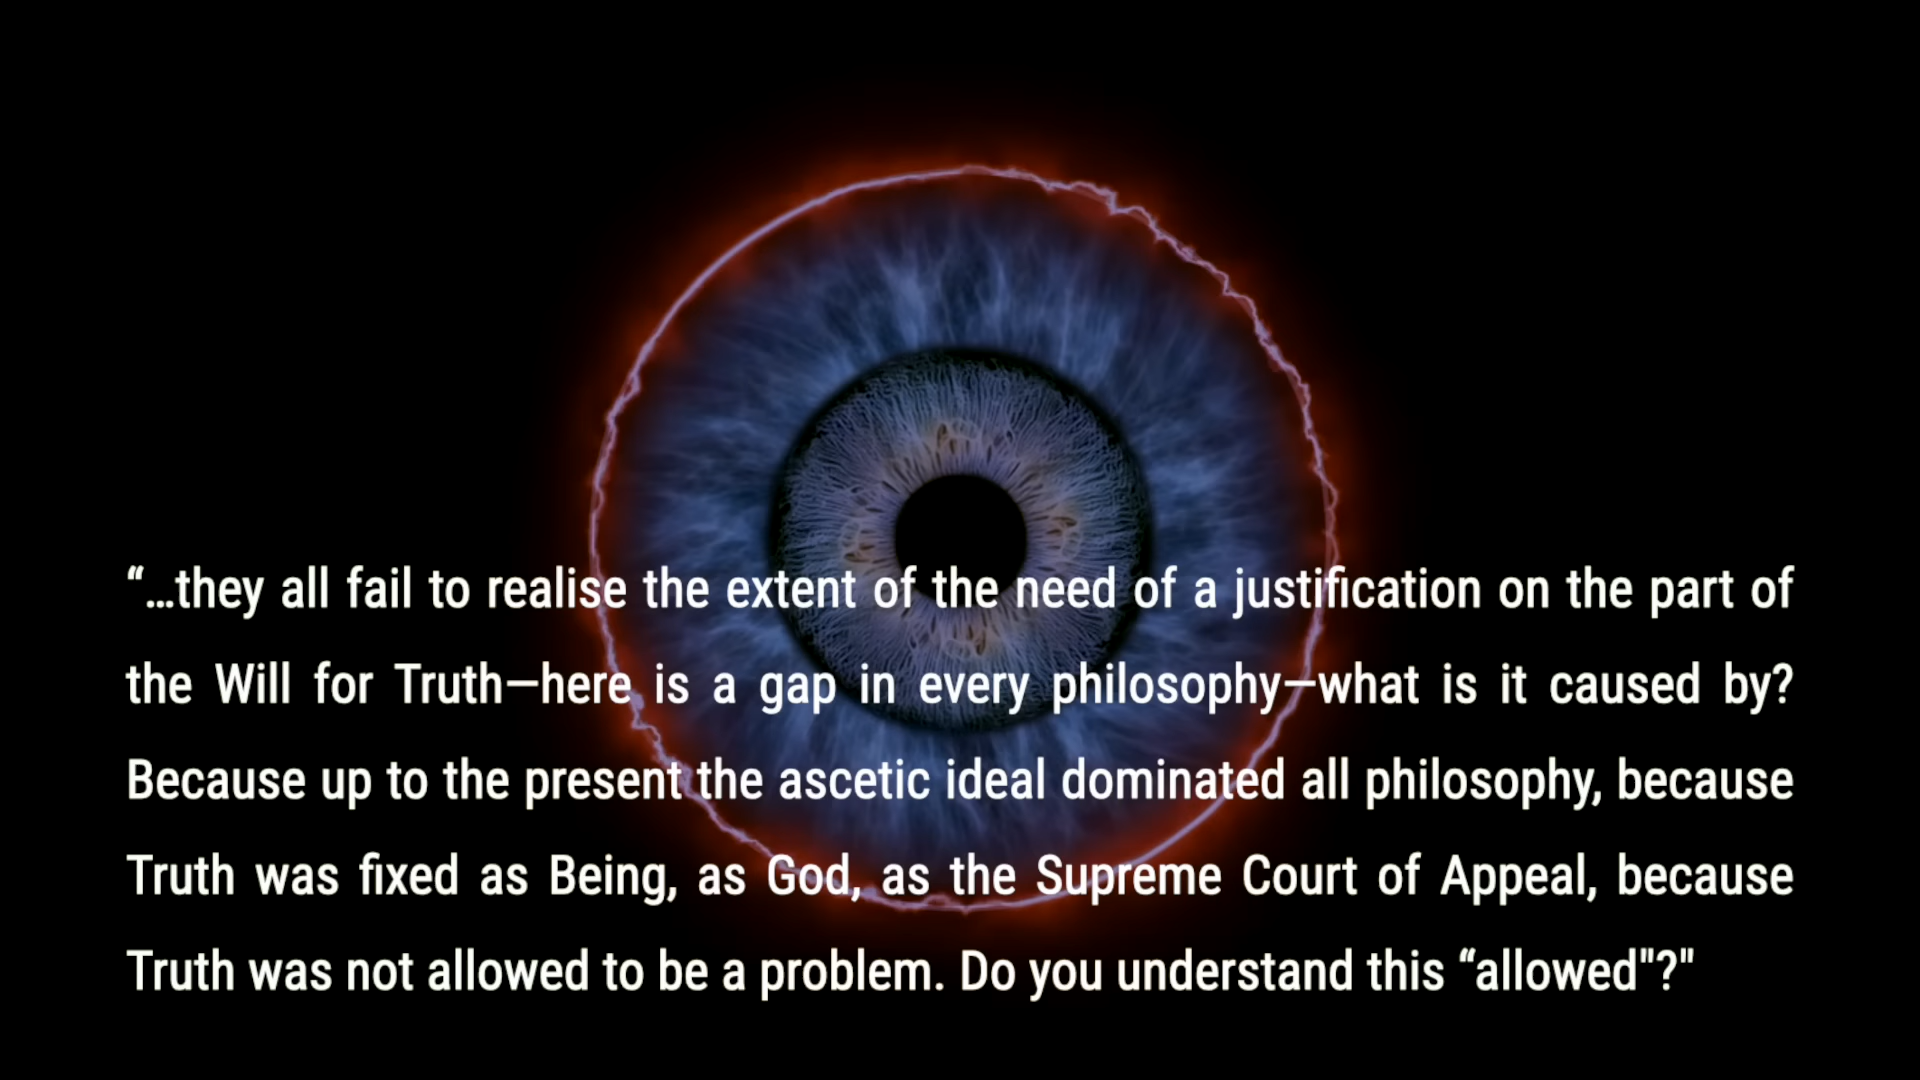 “…they all fail to realise the extent of the need of a justification on the part of
the Will for Truth—here is a gap in every philosophy—what is it caused by?
Because up to the present the ascetic ideal dominated all philosophy, because
Truth was fixed as Being, as God, as the Supreme Court of Appeal, because
Truth was not allowed to be a problem. Do you understand this “allowed"?"